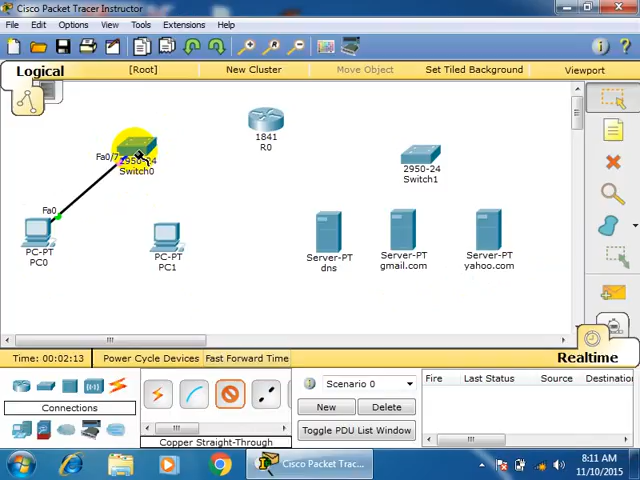 Cisco Packet Tracer Instructor
File Edit Options View Tools Extensions Help
Logical [Root] New Cluster Move Object Set Tiled Background Viewport
1841
R0
Fa0/7
2950-24
Switch0
2950-24
Switch1
Fa0
PC-PT
PC0
PC-PT
PC1
Server-PT
dns
Server-PT
gmail.com
Server-PT
yahoo.com
Time: 00:02:13 Power Cycle Devices Fast Forward Time Realtime
Scenario 0
Fire Last Status Source Destination
New Delete
Connections
Toggle PDU List Window
Copper Straight-Through
Cisco Packet Trac...
8:11 AM
11/10/2015